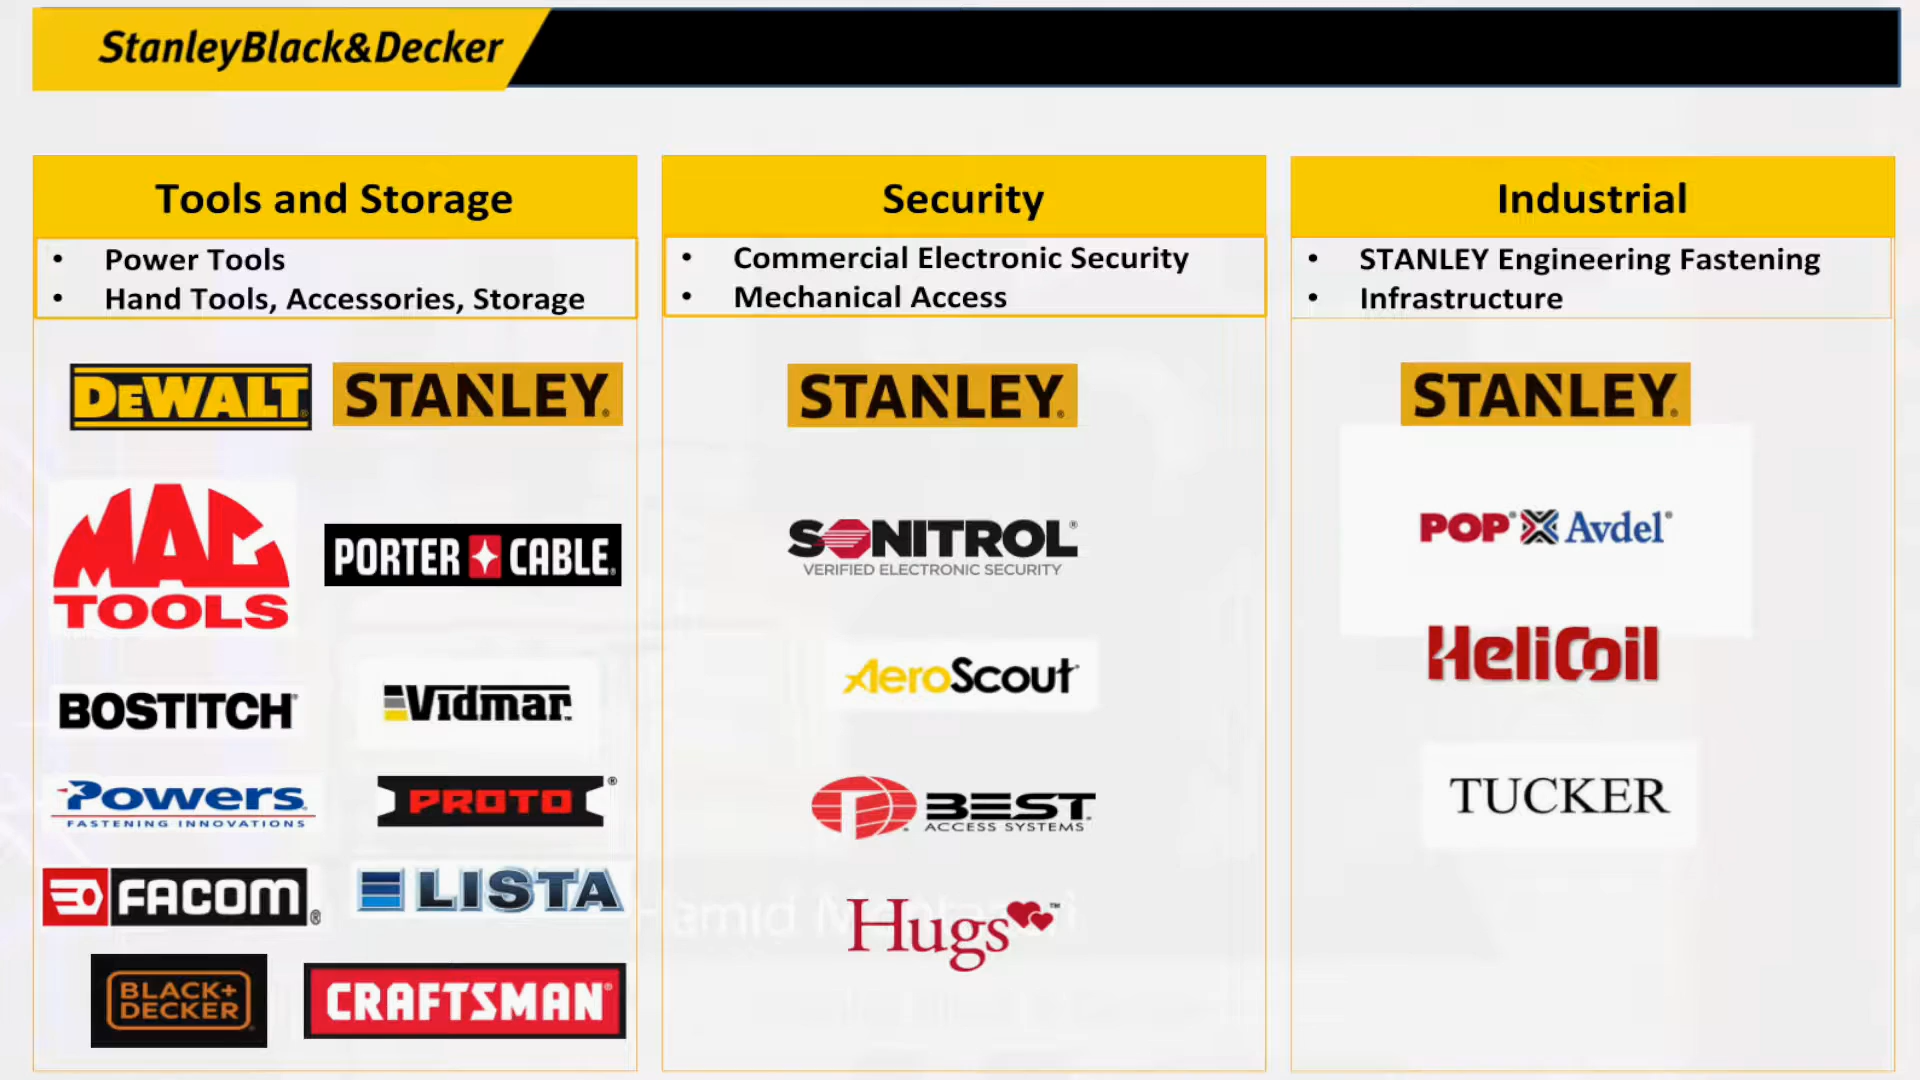 StanleyBlack&Decker
Tools and Storage
• Power Tools
• Hand Tools, Accessories, Storage
DEWALT
STANLEY®
MAC
TOOLS
PORTER CABLE®
BOSTITCH®
Vidmar
Powers
FASTENING INNOVATIONS
PROTO®
FACOM®
LISTA
BLACK+
DECKER
CRAFTSMAN®
Security
• Commercial Electronic Security
• Mechanical Access
STANLEY®
SONITROL®
VERIFIED ELECTRONIC SECURITY
AeroScout
BEST
ACCESS SYSTEMS
Hugs™
Industrial
• STANLEY Engineering Fastening
• Infrastructure
STANLEY®
POP® Avdel®
HeliCoil
TUCKER
Hamid